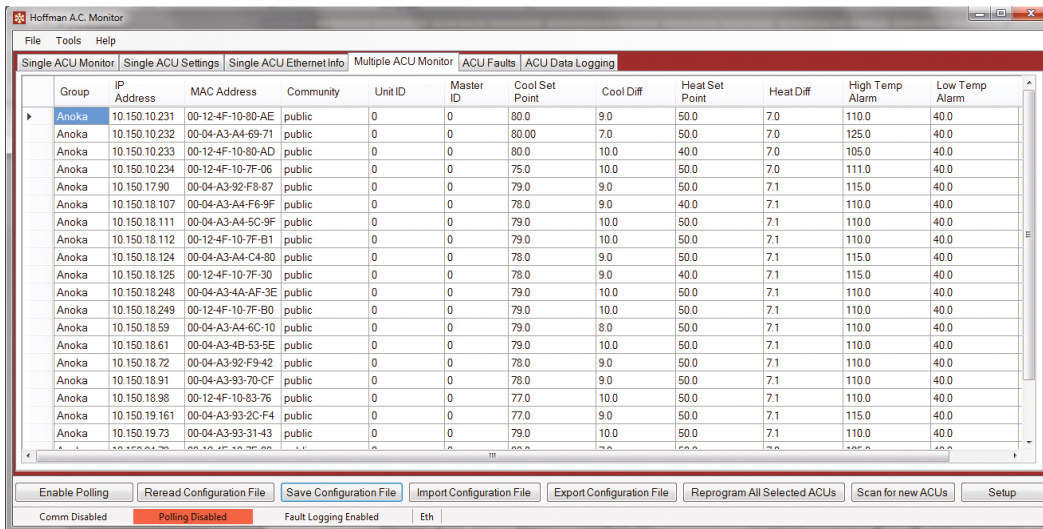 Hoffman A.C. Monitor
File Tools Help
Single ACU Monitor Single ACU Settings Single ACU Ethernet Info Multiple ACU Monitor ACU Faults ACU Data Logging
Group IP Address MAC Address Community Unit ID Master ID Cool Set Point Cool Diff Heat Set Point Heat Diff High Temp Alarm Low Temp Alarm
Anoka 10.150.10.231 00-12-4F-10-80-AE public 0 0 80.0 9.0 50.0 7.0 110.0 40.0
Anoka 10.150.10.232 00-04-A3-A4-69-71 public 0 0 80.00 7.0 50.0 7.0 125.0 40.0
Anoka 10.150.10.233 00-12-4F-10-80-AD public 0 0 80.0 10.0 40.0 7.0 105.0 40.0
Anoka 10.150.10.234 00-12-4F-10-7F-06 public 0 0 75.0 10.0 50.0 7.0 111.0 40.0
Anoka 10.150.17.90 00-04-A3-92-F8-87 public 0 0 79.0 9.0 50.0 7.1 115.0 40.0
Anoka 10.150.18.107 00-04-A3-A4-F6-9F public 0 0 78.0 9.0 40.0 7.1 110.0 40.0
Anoka 10.150.18.111 00-04-A3-A4-5C-9F public 0 0 79.0 10.0 50.0 7.1 110.0 40.0
Anoka 10.150.18.112 00-12-4F-10-7F-B1 public 0 0 79.0 10.0 50.0 7.1 110.0 40.0
Anoka 10.150.18.124 00-04-A3-A4-C4-80 public 0 0 78.0 9.0 50.0 7.1 115.0 40.0
Anoka 10.150.18.125 00-12-4F-10-7F-30 public 0 0 78.0 9.0 40.0 7.1 115.0 40.0
Anoka 10.150.18.248 00-04-A3-4A-AF-3E public 0 0 79.0 10.0 50.0 7.1 110.0 40.0
Anoka 10.150.18.249 00-12-4F-10-7F-B0 public 0 0 79.0 10.0 50.0 7.1 110.0 40.0
Anoka 10.150.18.59 00-04-A3-A4-6C-10 public 0 0 79.0 8.0 50.0 7.1 110.0 40.0
Anoka 10.150.18.61 00-04-A3-4B-53-5E public 0 0 79.0 10.0 50.0 7.1 110.0 40.0
Anoka 10.150.18.72 00-04-A3-92-F9-42 public 0 0 78.0 9.0 50.0 7.1 110.0 40.0
Anoka 10.150.18.91 00-04-A3-93-70-CF public 0 0 78.0 9.0 50.0 7.1 110.0 40.0
Anoka 10.150.18.98 00-12-4F-10-83-76 public 0 0 77.0 10.0 50.0 7.1 110.0 40.0
Anoka 10.150.19.161 00-04-A3-93-2C-F4 public 0 0 77.0 9.0 50.0 7.1 115.0 40.0
Anoka 10.150.19.73 00-04-A3-93-31-43 public 0 0 79.0 10.0 50.0 7.1 110.0 40.0
Enable Polling Reread Configuration File Save Configuration File Import Configuration File Export Configuration File Reprogram All Selected ACUs Scan for new ACUs Setup
Comm Disabled Polling Disabled Fault Logging Enabled Eth